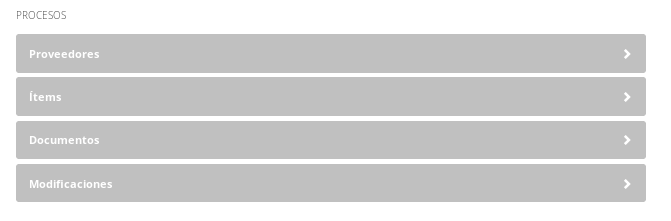 PROCESOS
Proveedores
Ítems
Documentos
Modificaciones